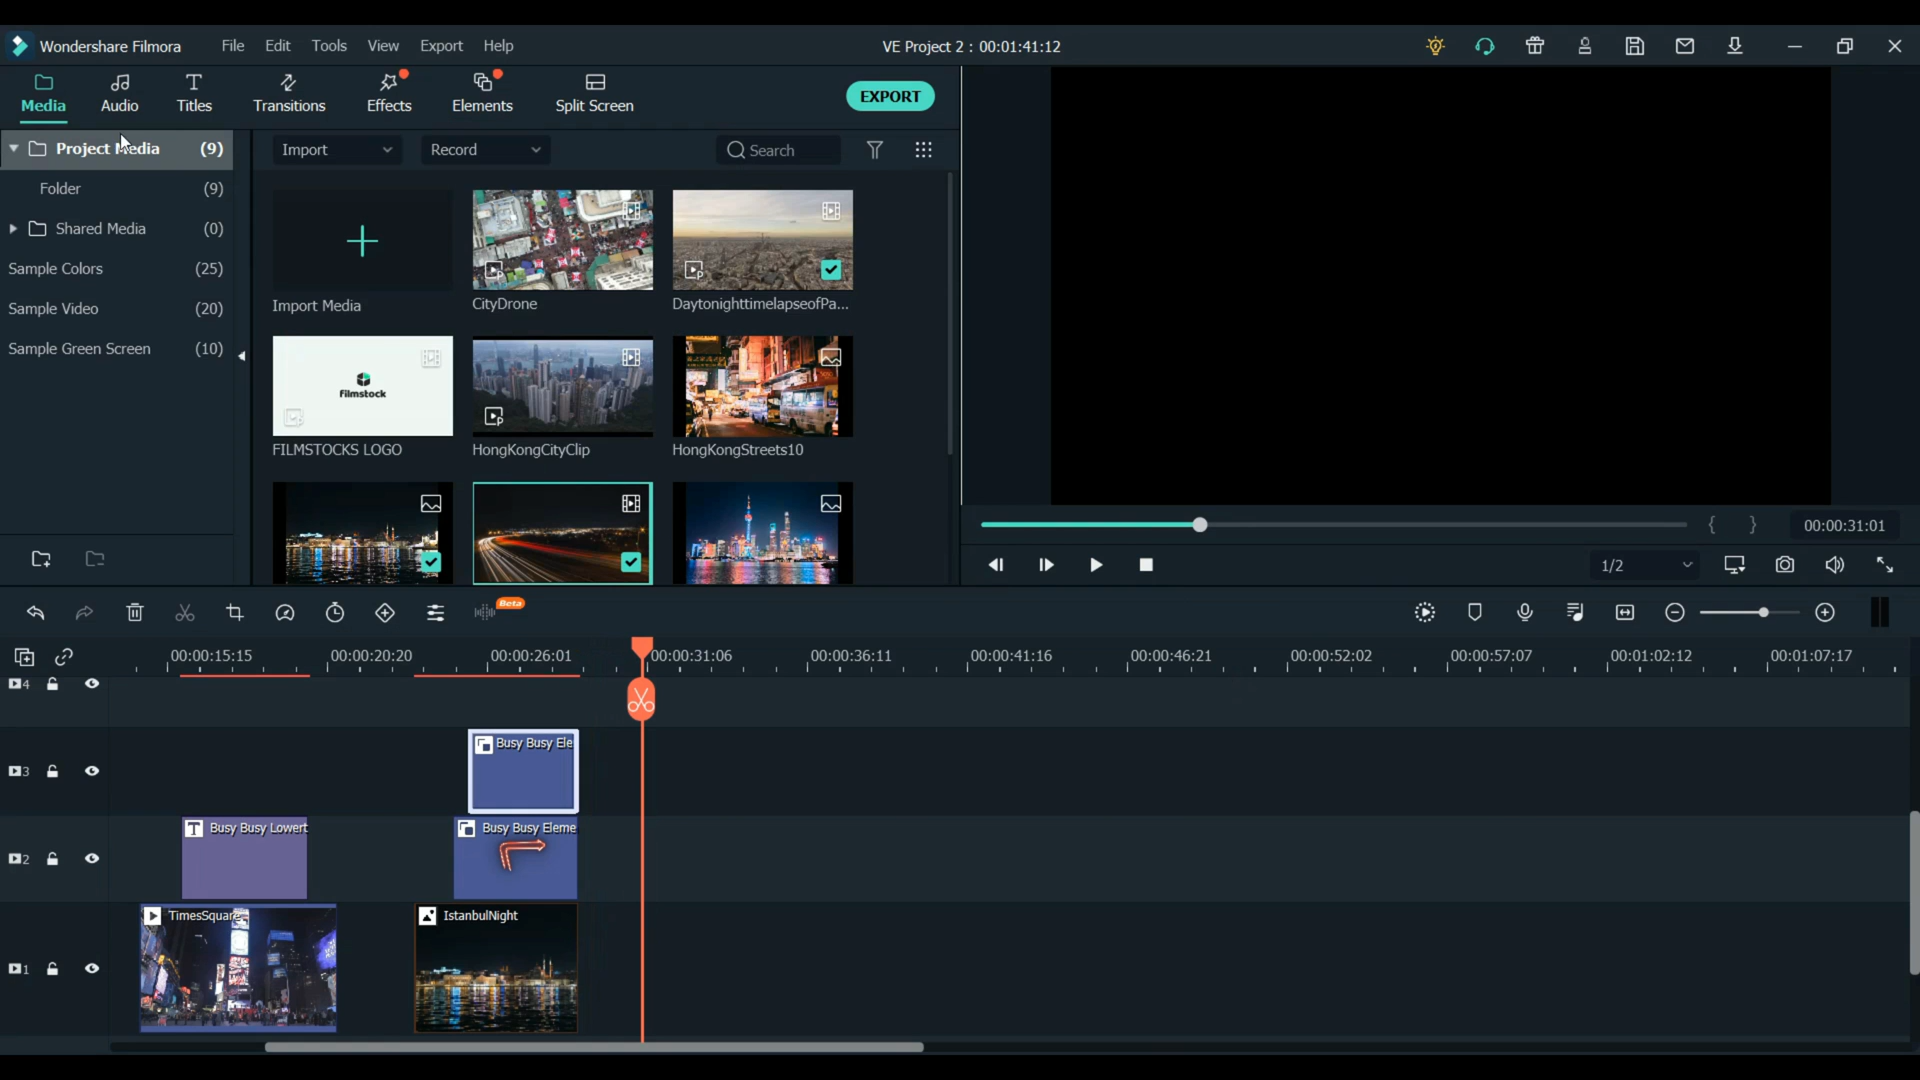 Wondershare Filmora
File
Edit
Tools
View
Export
Help
VE Project 2 : 00:01:41:12
Media
Audio
Titles
Transitions
Effects
Elements
Split Screen
EXPORT
Project Media (9)
Folder (9)
Shared Media (0)
Sample Colors (25)
Sample Video (20)
Sample Green Screen (10)
Import
Record
Search
Import Media
CityDrone
DaytonighttimelapseofPa...
filmstock
FILMSTOCKS LOGO
HongKongCityClip
HongKongStreets10
00:00:31:01
1/2
Beta
00:00:15:15
00:00:20:20
00:00:26:01
00:00:31:06
00:00:36:11
00:00:41:16
00:00:46:21
00:00:52:02
00:00:57:07
00:01:02:12
00:01:07:17
4
3
Busy Busy Ele
2
Busy Busy Lowert
Busy Busy Eleme
1
TimesSquare
IstanbulNight